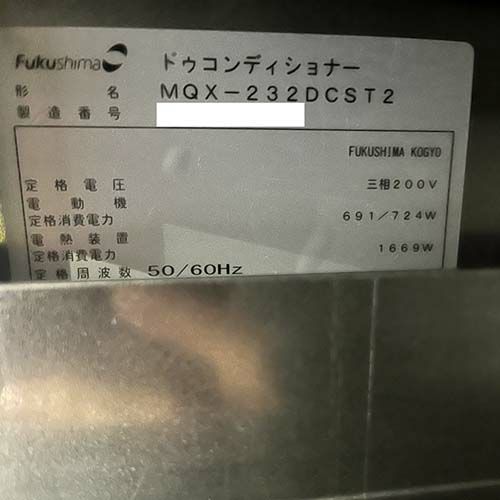 Fukushima
ドゥコンディショナー
形名 MQX-232DCST2
製造番号
FUKUSHIMA KOGYO
定格電圧 三相200V
電動機
定格消費電力 691/724W
電熱装置
定格消費電力 1669W
定格周波数 50/60Hz